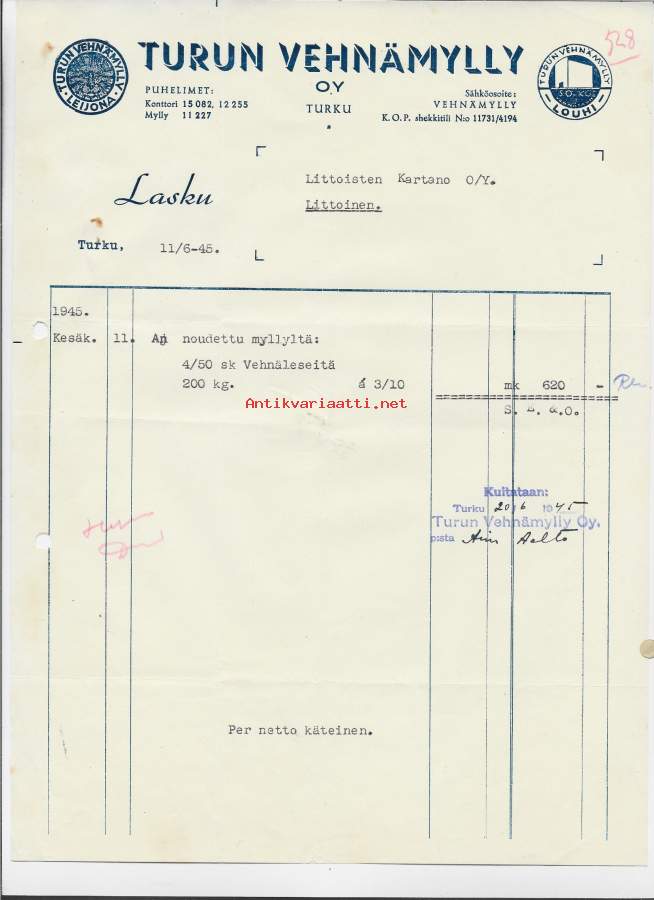 TURUN VEHNÄMYLLY
LEIJONA
TURUN VEHNÄMYLLY
OY
TURKU
PUHELIMET:
Konttori 15 082, 12 255
Mylly 11 227
Sähköosoite:
VEHNÄMYLLY
K.O.P. shekkitili N:o 11731/4194
TURUN VEHNÄMYLLY
LOUHI
528
Lasku
Littoisten Kartano O/Y.
Littoinen.
Turku, 11/6-45.
1945.
Kesäk. 11. noudettu myllyltä:
4/50 sk Vehnäleseitä
200 kg. á 3/10 mk 620 -
Antikvariaatti.net
S. E. &.O.
Kuitataan:
Turku 20/6 1945
Turun Vehnämylly Oy.
p:sta Aalto
Per netto käteinen.